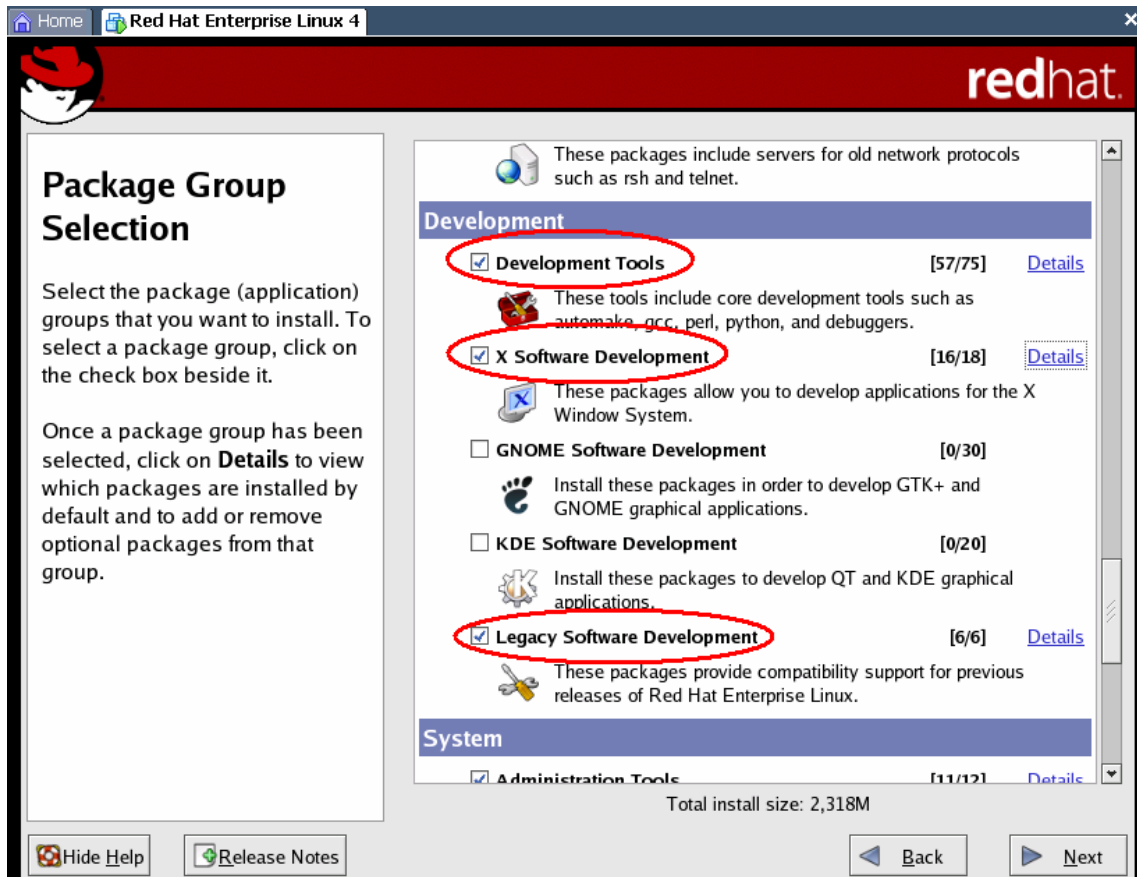 Home
Red Hat Enterprise Linux 4
redhat.
Package Group
Selection
Select the package (application)
groups that you want to install. To
select a package group, click on
the check box beside it.
Once a package group has been
selected, click on Details to view
which packages are installed by
default and to add or remove
optional packages from that
group.
These packages include servers for old network protocols
such as rsh and telnet.
Development
Development Tools [57/75] Details
These tools include core development tools such as
automake, gcc, perl, python, and debuggers.
X Software Development [16/18] Details
These packages allow you to develop applications for the X
Window System.
GNOME Software Development [0/30]
Install these packages in order to develop GTK+ and
GNOME graphical applications.
KDE Software Development [0/20]
Install these packages to develop QT and KDE graphical
applications.
Legacy Software Development [6/6] Details
These packages provide compatibility support for previous
releases of Red Hat Enterprise Linux.
System
Administration Tools [11/12] Details
Total install size: 2,318M
Hide Help
Release Notes
Back
Next